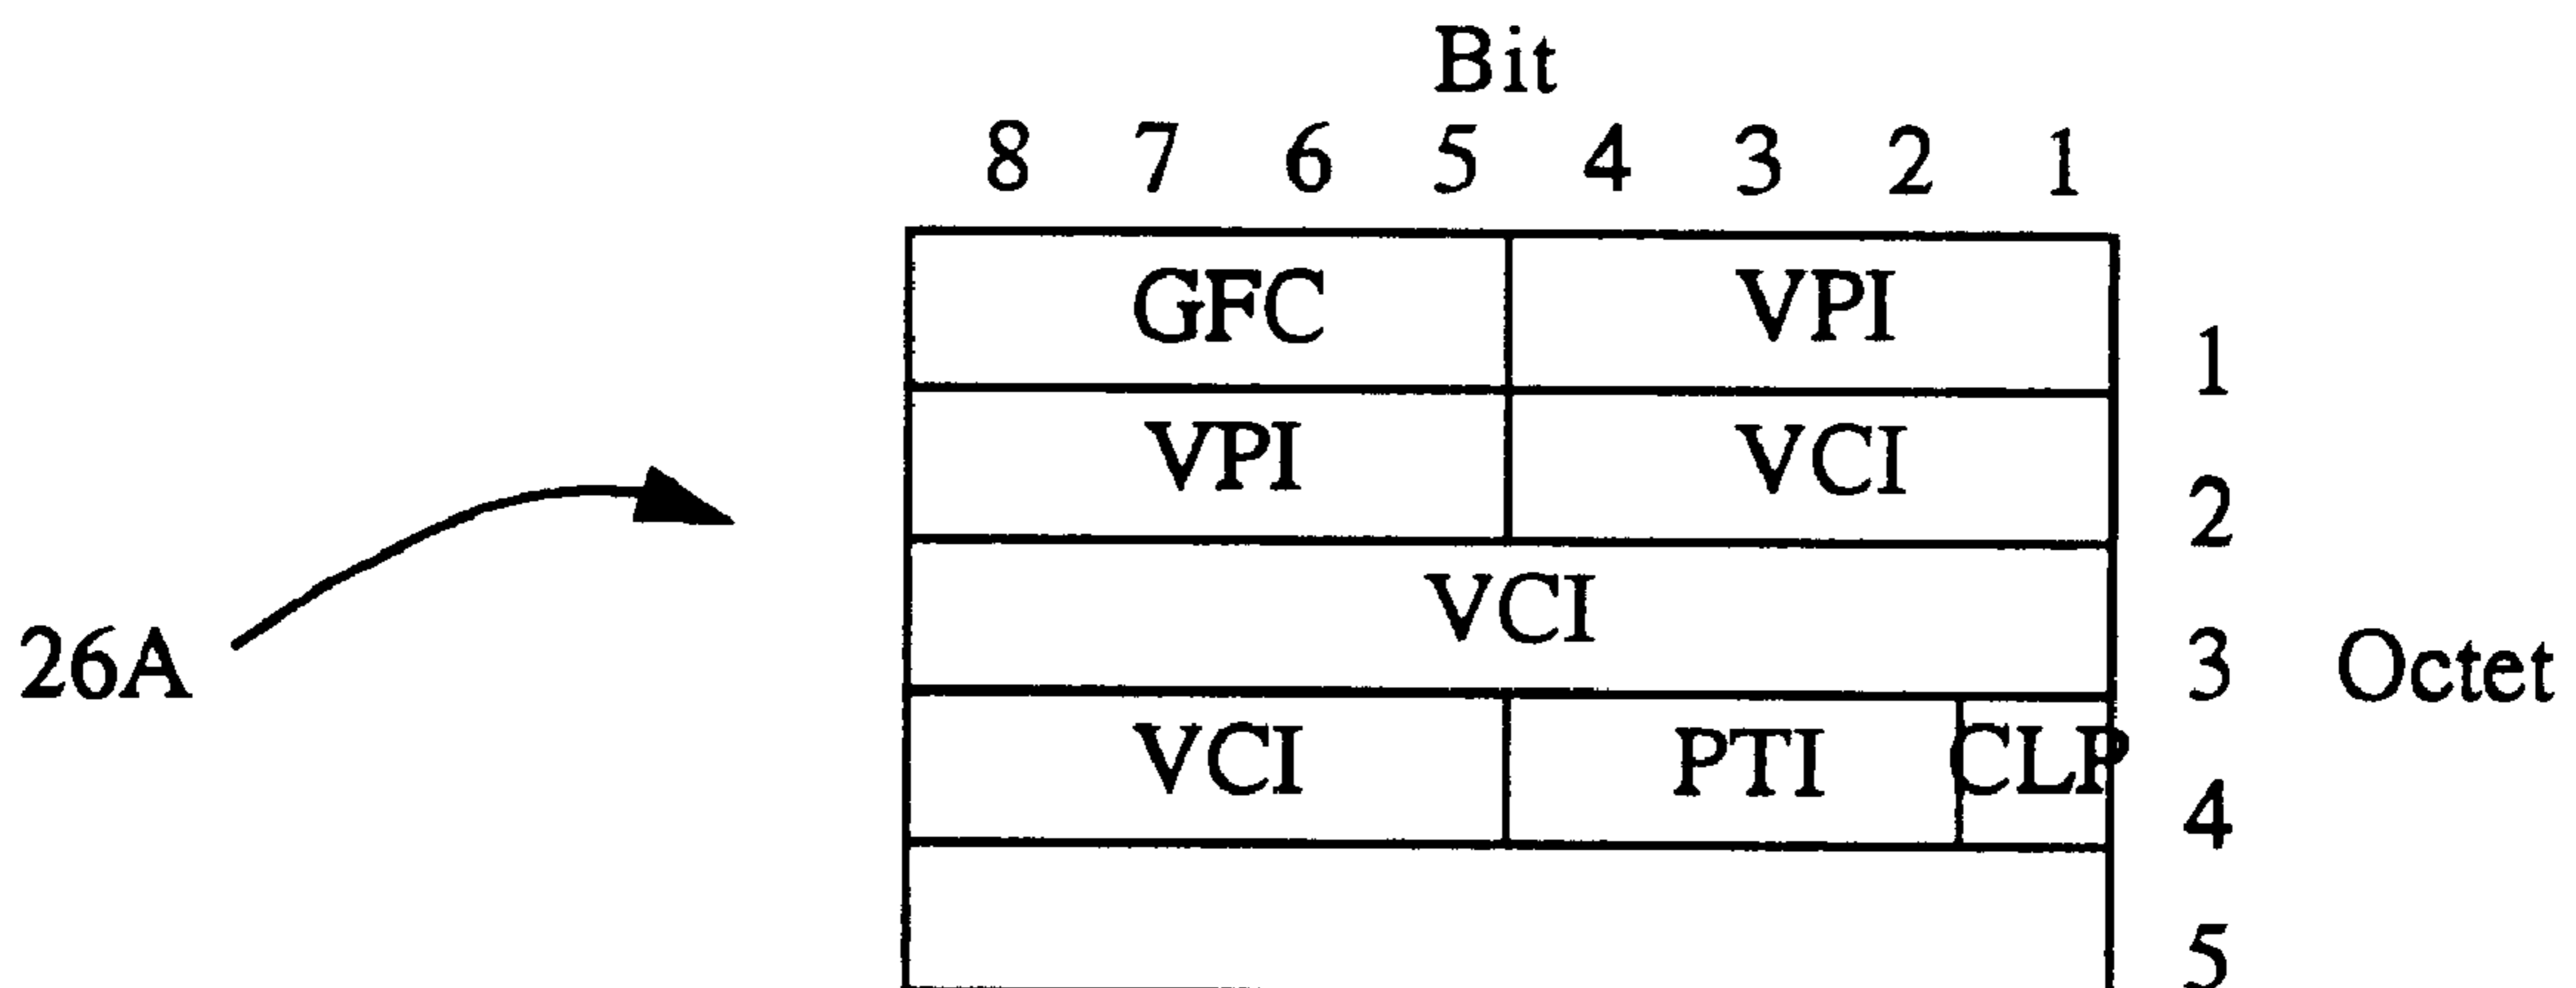 Bit
8 7 6 5 4 3 2 1
GFC VPI
1
VPI VCI
2
VCI
26A
3 Octet
VCI PTI CLP
4
5